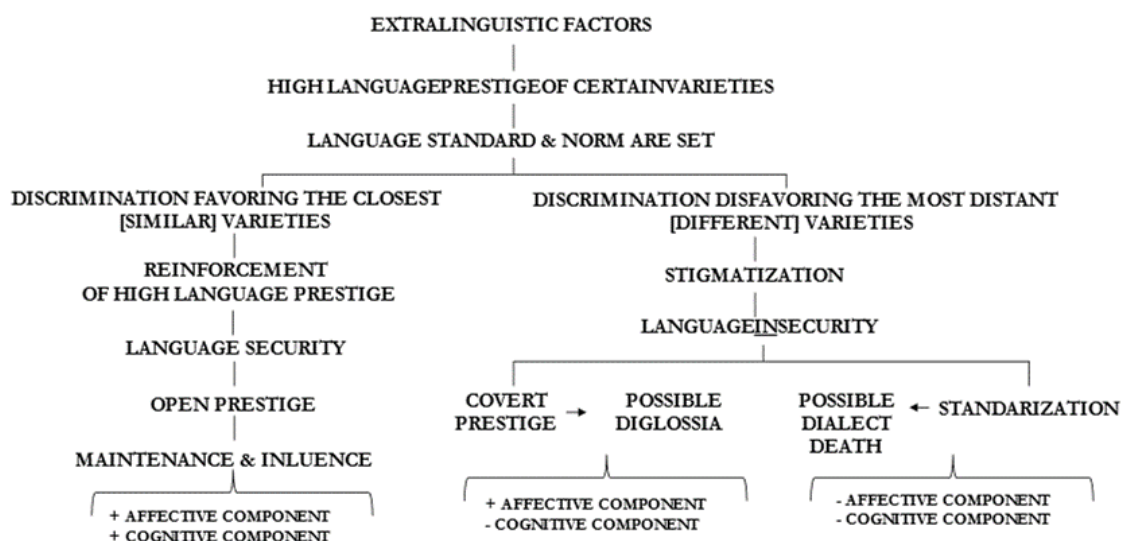 EXTRALINGUISTIC FACTORS
HIGH LANGUAGEPRESTIGEOF CERTAINVARIETIES
LANGUAGE STANDARD & NORM ARE SET
DISCRIMINATION FAVORING THE CLOSEST
[SIMILAR] VARIETIES
REINFORCEMENT
OF HIGH LANGUAGE PRESTIGE
LANGUAGE SECURITY
OPEN PRESTIGE
MAINTENANCE & INLUENCE
+ AFFECTIVE COMPONENT
+ COGNITIVE COMPONENT
DISCRIMINATION DISFAVORING THE MOST DISTANT
[DIFFERENT] VARIETIES
STIGMATIZATION
LANGUAGEINSECURITY
COVERT
PRESTIGE
POSSIBLE
DIGLOSSIA
+ AFFECTIVE COMPONENT
- COGNITIVE COMPONENT
POSSIBLE
DIALECT
DEATH
STANDARIZATION
- AFFECTIVE COMPONENT
- COGNITIVE COMPONENT